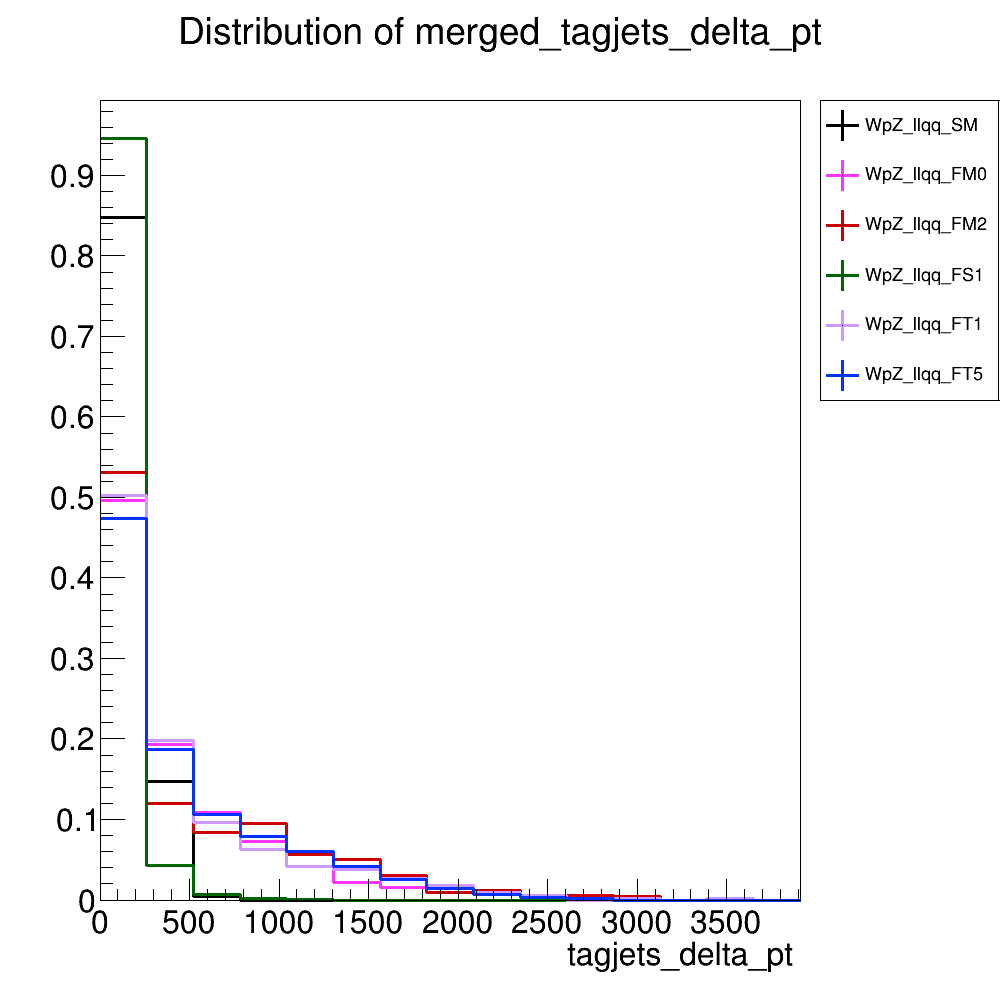 Distribution of merged_tagjets_delta_pt
WpZ_llqq_SM
WpZ_llqq_FM0
WpZ_llqq_FM2
WpZ_llqq_FS1
WpZ_llqq_FT1
WpZ_llqq_FT5
0.9
0.8
0.7
0.6
0.5
0.4
0.3
0.2
0.1
0
0 500 1000 1500 2000 2500 3000 3500
tagjets_delta_pt